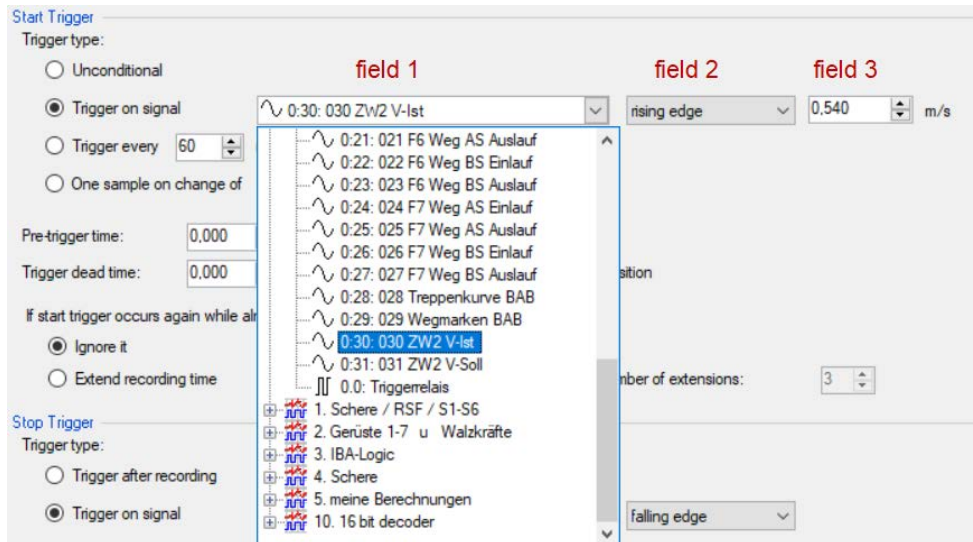 Start Trigger
Trigger type:
Unconditional
field 1 field 2 field 3
Trigger on signal 0:30: 030 ZW2 V-Ist rising edge 0,540 m/s
0:21: 021 F6 Weg AS Auslauf
Trigger every 60
0:22: 022 F6 Weg BS Einlauf
0:23: 023 F6 Weg BS Auslauf
One sample on change of
0:24: 024 F7 Weg AS Einlauf
0:25: 025 F7 Weg AS Auslauf
Pre-trigger time: 0,000
0:26: 026 F7 Weg BS Einlauf
Trigger dead time: 0,000 0:27: 027 F7 Weg BS Auslauf sition
0:28: 028 Treppenkurve BAB
If start trigger occurs again while alr
0:29: 029 Wegmarken BAB
Ignore it 0:30: 030 ZW2 V-Ist
0:31: 031 ZW2 V-Soll
Extend recording time 0.0: Triggerrelais mber of extensions: 3
1. Schere / RSF / S1-S6
Stop Trigger
2. Gerüste 1-7 u Walzkräfte
Trigger type:
3. IBA-Logic
Trigger after recording 4. Schere
5. meine Berechnungen
Trigger on signal 10. 16 bit decoder falling edge